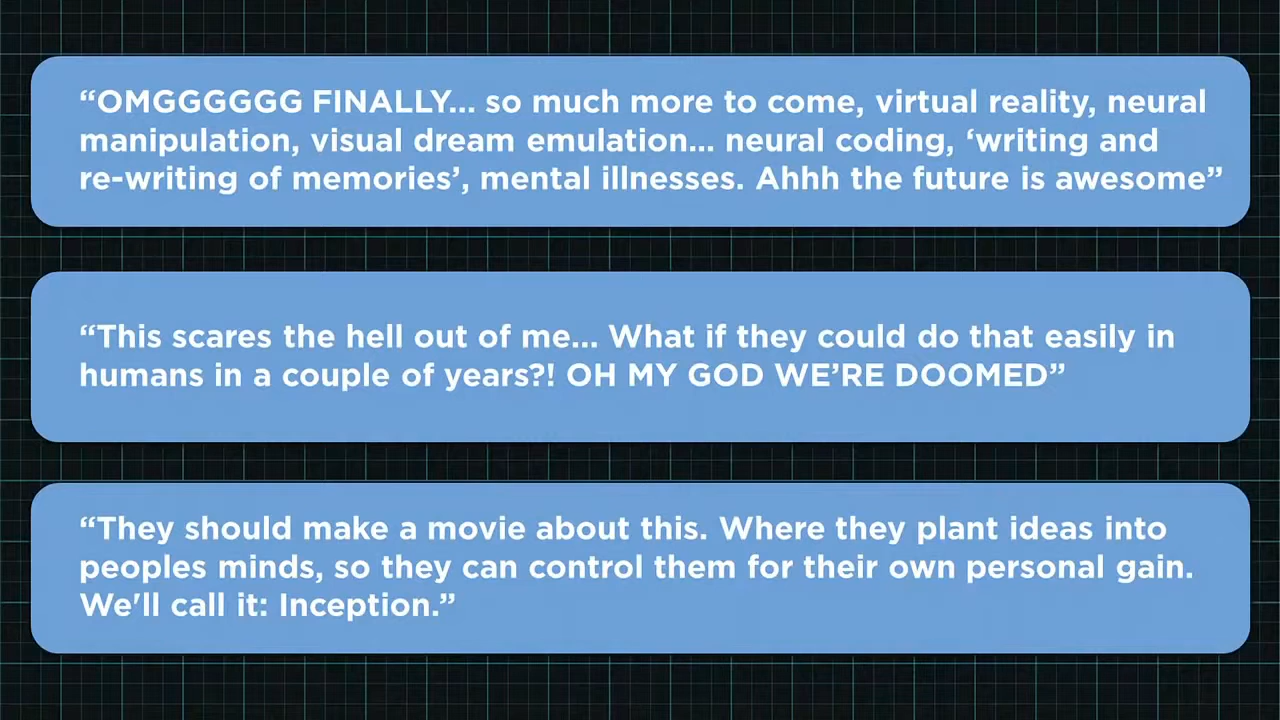 “OMGGGGGG FINALLY... so much more to come, virtual reality, neural
manipulation, visual dream emulation... neural coding, ‘writing and
re-writing of memories’, mental illnesses. Ahhh the future is awesome”
“This scares the hell out of me... What if they could do that easily in
humans in a couple of years?! OH MY GOD WE’RE DOOMED”
“They should make a movie about this. Where they plant ideas into
peoples minds, so they can control them for their own personal gain.
We'll call it: Inception.”